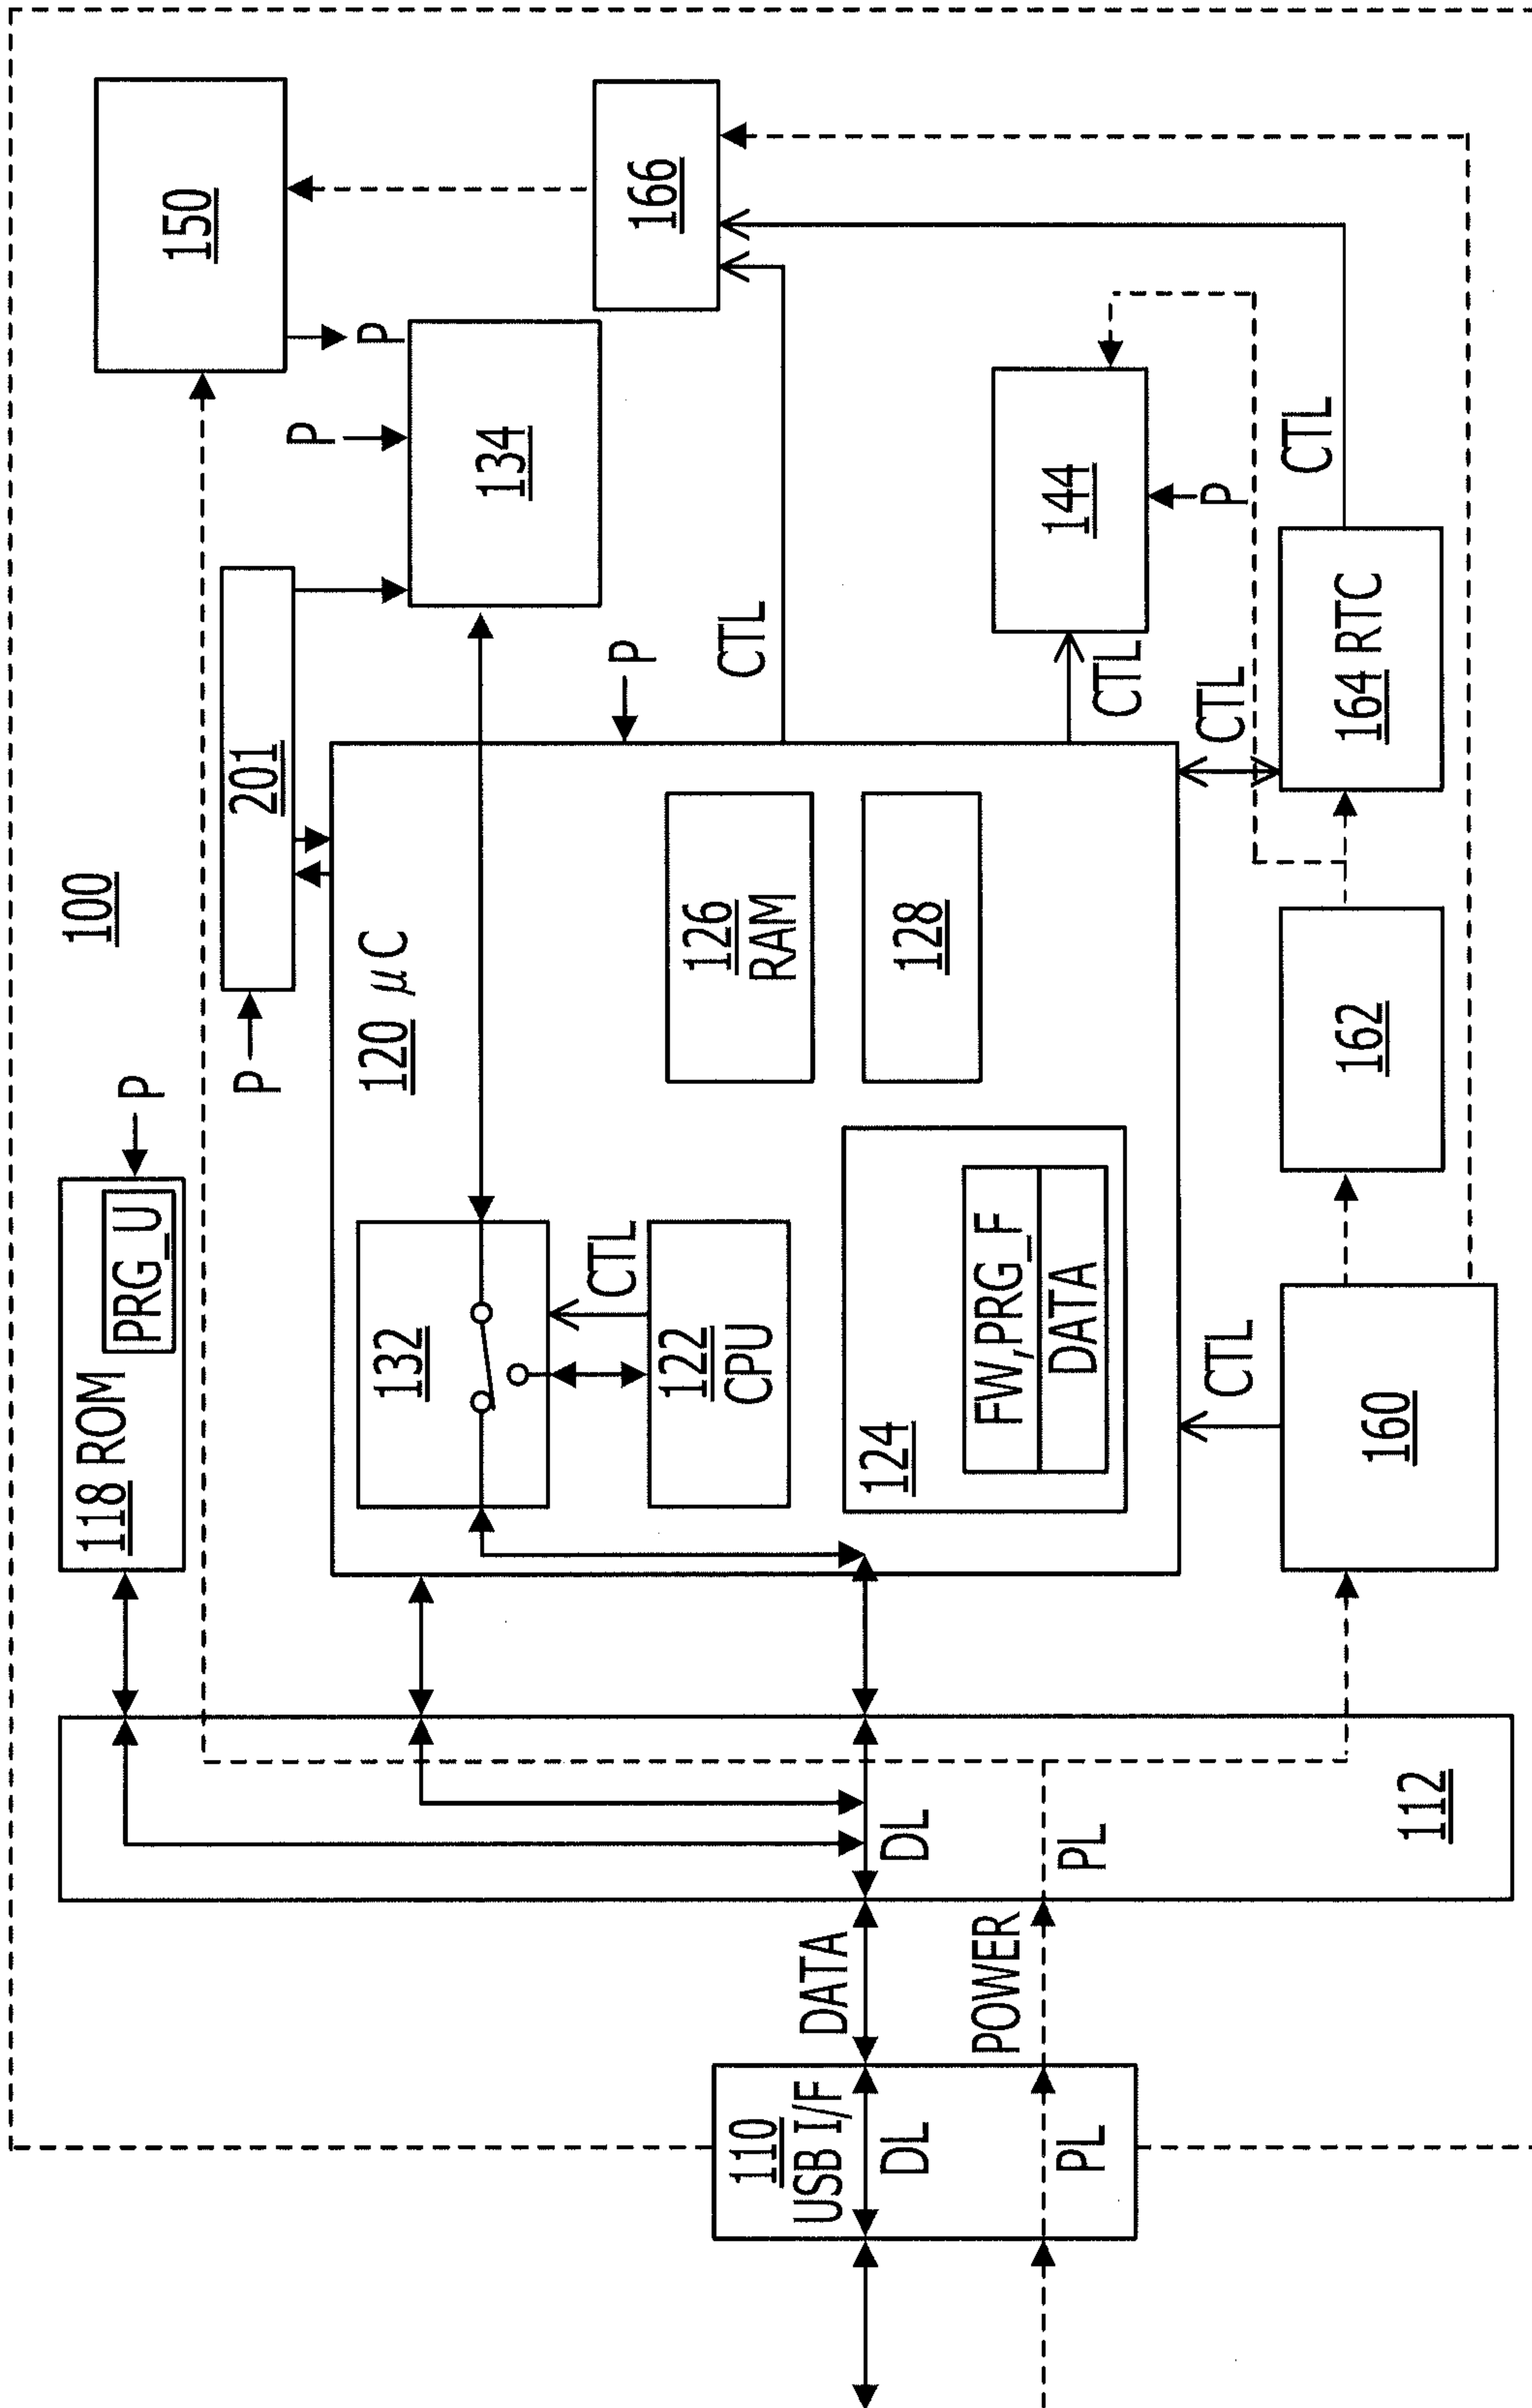 100
118 ROM
PRG_U
P
P
201
P
134
P
150
166
120 μC
P
132
CTL
122
CPU
126
RAM
128
124
FW,PRG_F
DATA
CTL
144
P
CTL
CTL
CTL
164 RTC
162
160
CTL
112
DL
PL
DATA
POWER
110
USB I/F
DL
PL